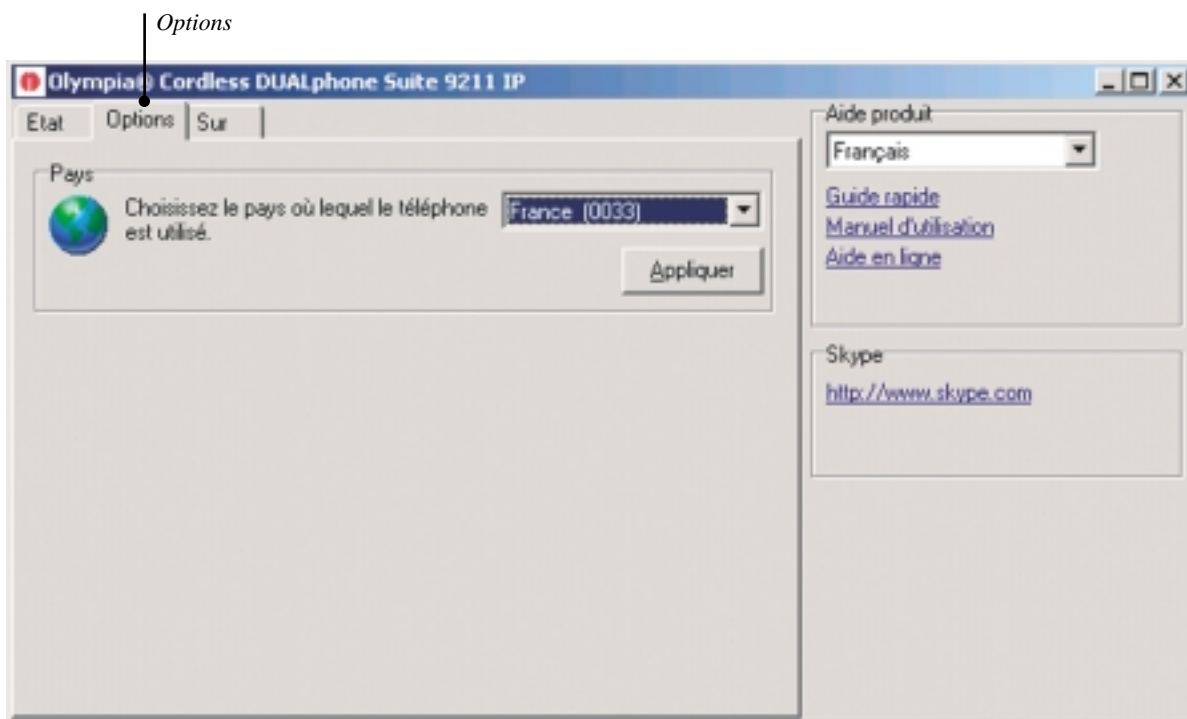 Options
Olympia® Cordless DUALphone Suite 9211 IP
Etat
Options
Sur
Pays
Choisissez le pays où lequel le téléphone
est utilisé.
France (0033)
Appliquer
Aide produit
Français
Guide rapide
Manuel d'utilisation
Aide en ligne
Skype
http://www.skype.com